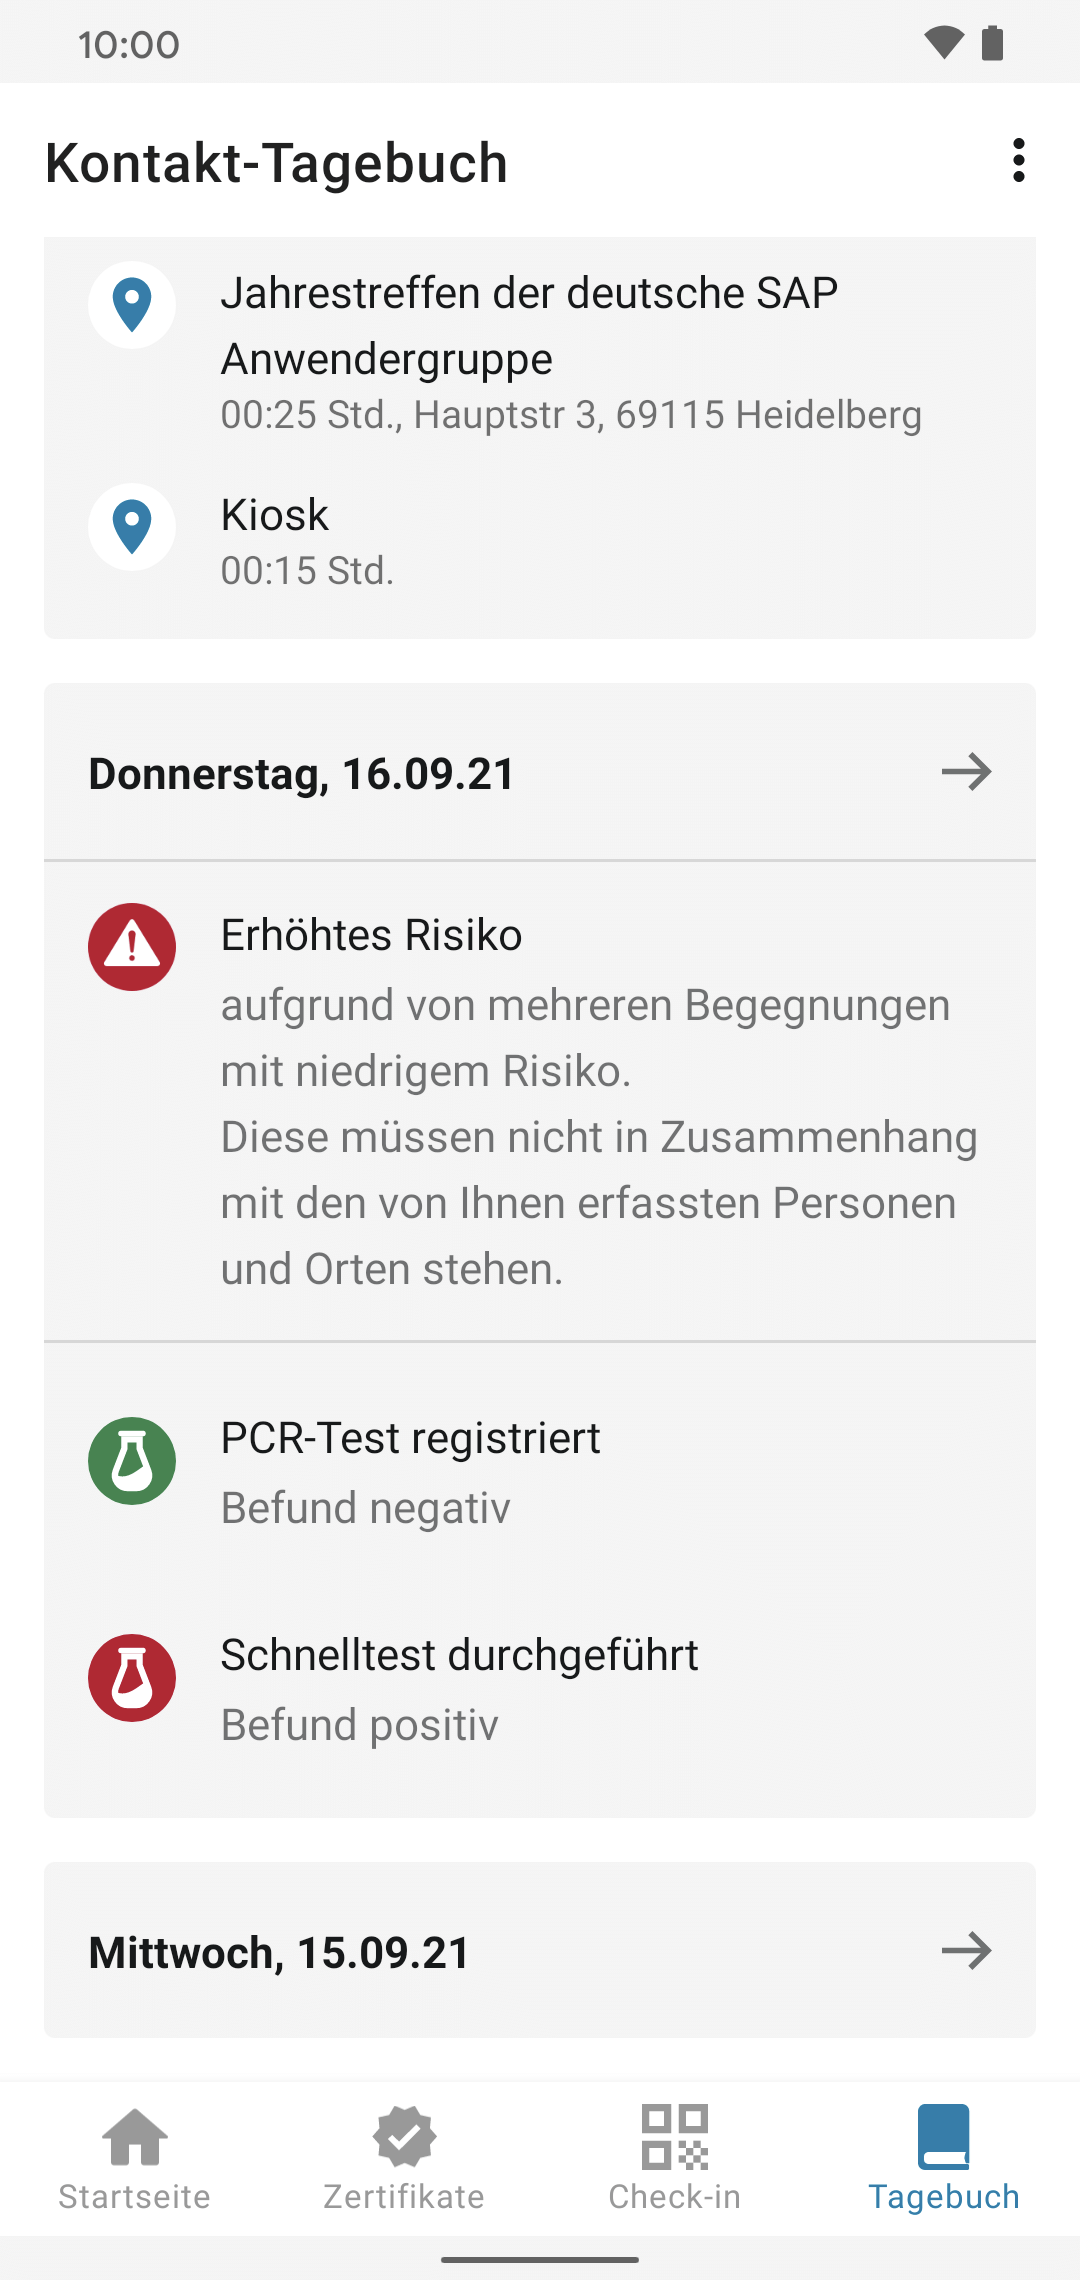 10:00
Kontakt-Tagebuch
Jahrestreffen der deutsche SAP
Anwendergruppe
00:25 Std., Hauptstr 3, 69115 Heidelberg
Kiosk
00:15 Std.
Donnerstag, 16.09.21
Erhöhtes Risiko
aufgrund von mehreren Begegnungen
mit niedrigem Risiko.
Diese müssen nicht in Zusammenhang
mit den von Ihnen erfassten Personen
und Orten stehen.
PCR-Test registriert
Befund negativ
Schnelltest durchgeführt
Befund positiv
Mittwoch, 15.09.21
Startseite Zertifikate Check-in Tagebuch